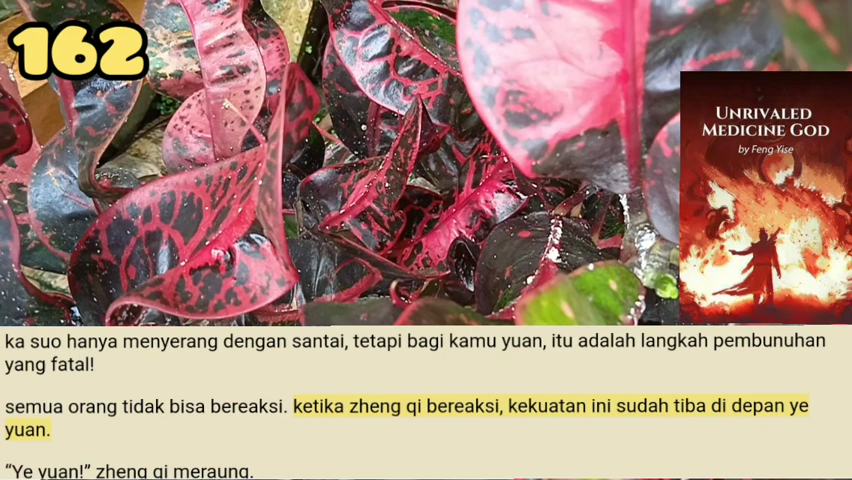 162
UNRIVALED
MEDICINE GOD
by Feng Yise
ka suo hanya menyerang dengan santai, tetapi bagi kamu yuan, itu adalah langkah pembunuhan
yang fatal!
semua orang tidak bisa bereaksi. ketika zheng qi bereaksi, kekuatan ini sudah tiba di depan ye
yuan.
“Ye yuan!” zheng qi meraung.